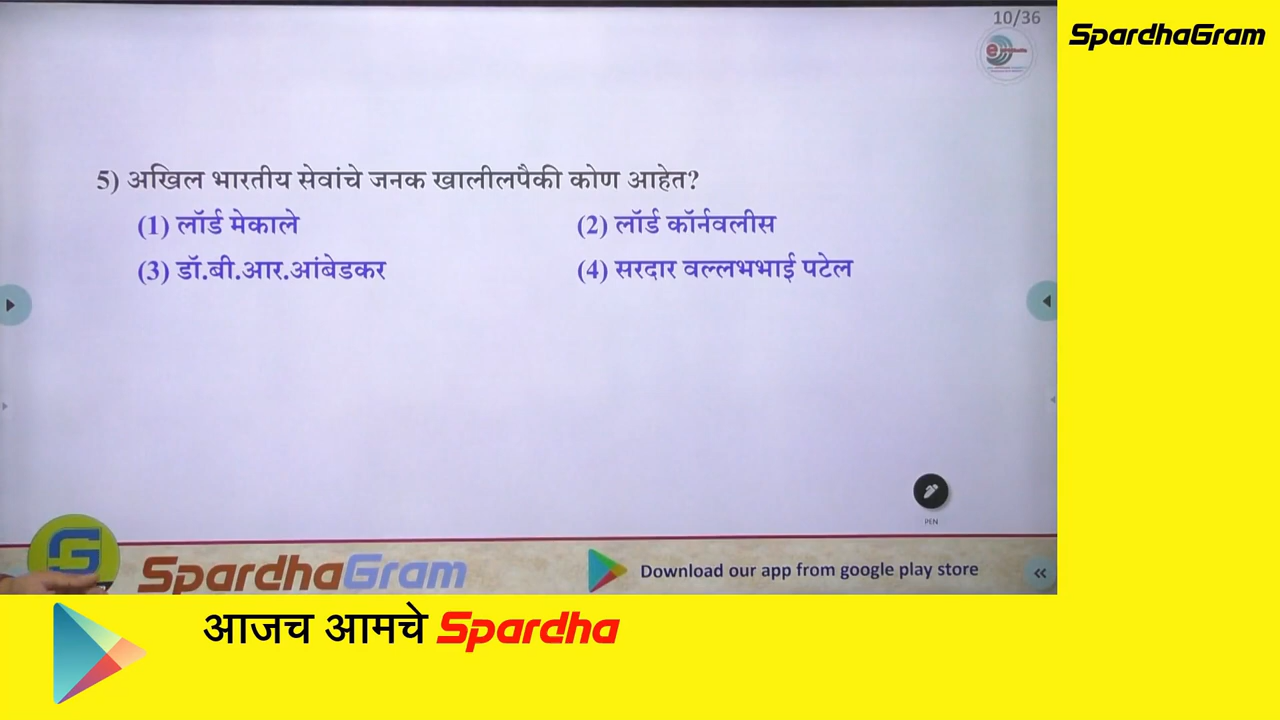 10/36
SpardhaGram
5) अखिल भारतीय सेवांचे जनक खालीलपैकी कोण आहेत?
(1) लॉर्ड मेकाले
(2) लॉर्ड कॉर्नवलीस
(3) डॉ.बी.आर.आंबेडकर
(4) सरदार वल्लभभाई पटेल
PEN
SpardhaGram
Download our app from google play store
आजच आमचे Spardha